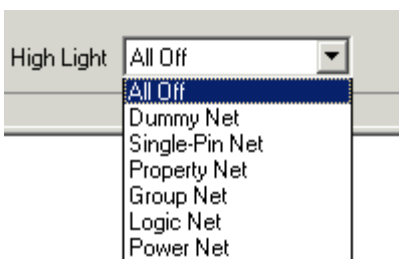 High Light All Off
All Off
Dummy Net
Single-Pin Net
Property Net
Group Net
Logic Net
Power Net